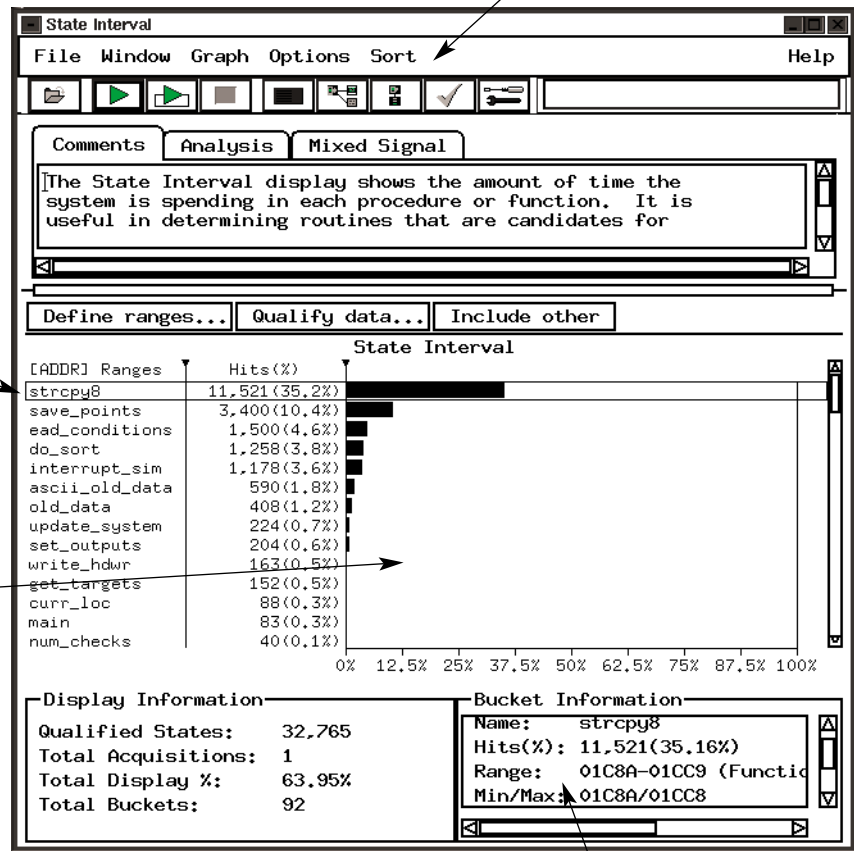 State Interval
File Window Graph Options Sort Help
Comments Analysis Mixed Signal
The State Interval display shows the amount of time the
system is spending in each procedure or function. It is
useful in determining routines that are candidates for
Define ranges... Qualify data... Include other
State Interval
[ADDR] Ranges Hits(%)
strcpy8 11,521(35.2%)
save_points 3,400(10.4%)
ead_conditions 1,500(4.6%)
do_sort 1,258(3.8%)
interrupt_sim 1,178(3.6%)
ascii_old_data 590(1.8%)
old_data 408(1.2%)
update_system 224(0.7%)
set_outputs 204(0.6%)
write_hdwr 163(0.5%)
get_targets 152(0.5%)
curr_loc 88(0.3%)
main 83(0.3%)
num_checks 40(0.1%)
0% 12.5% 25% 37.5% 50% 62.5% 75% 87.5% 100%
Display Information
Qualified States: 32,765
Total Acquisitions: 1
Total Display %: 63.95%
Total Buckets: 92
Bucket Information
Name: strcpy8
Hits(%): 11,521(35.16%)
Range: 01C8A-01CC9 (Functio
Min/Max: 01C8A/01CC8